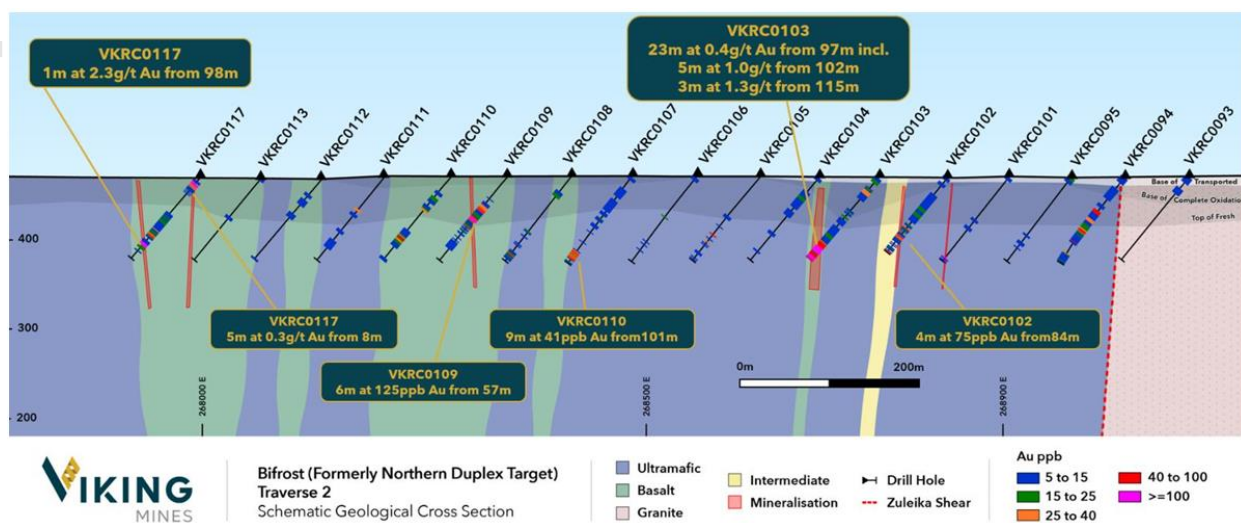 VKRC0117
1m at 2.3g/t Au from 98m
VKRC0103
23m at 0.4g/t Au from 97m incl.
5m at 1.0g/t from 102m
3m at 1.3g/t from 115m
VKRC0117
VKRC0113
VKRC0112
VKRC0111
VKRC0110
VKRC0109
VKRC0108
VKRC0107
VKRC0106
VKRC0105
VKRC0104
VKRC0103
VKRC0102
VKRC0101
VKRC0095
VKRC0094
VKRC0093
Base of Transported
Base of Complete Oxidation
Top of Fresh
400
300
200
VKRC0117
5m at 0.3g/t Au from 8m
VKRC0109
6m at 125ppb Au from 57m
VKRC0110
9m at 41ppb Au from101m
VKRC0102
4m at 75ppb Au from84m
0m
200m
268000 E
268500 E
268900 E
VIKING
MINES
Bifrost (Formerly Northern Duplex Target)
Traverse 2
Schematic Geological Cross Section
Ultramafic
Basalt
Granite
Intermediate
Mineralisation
Drill Hole
Zuleika Shear
Au ppb
5 to 15
15 to 25
25 to 40
40 to 100
>=100